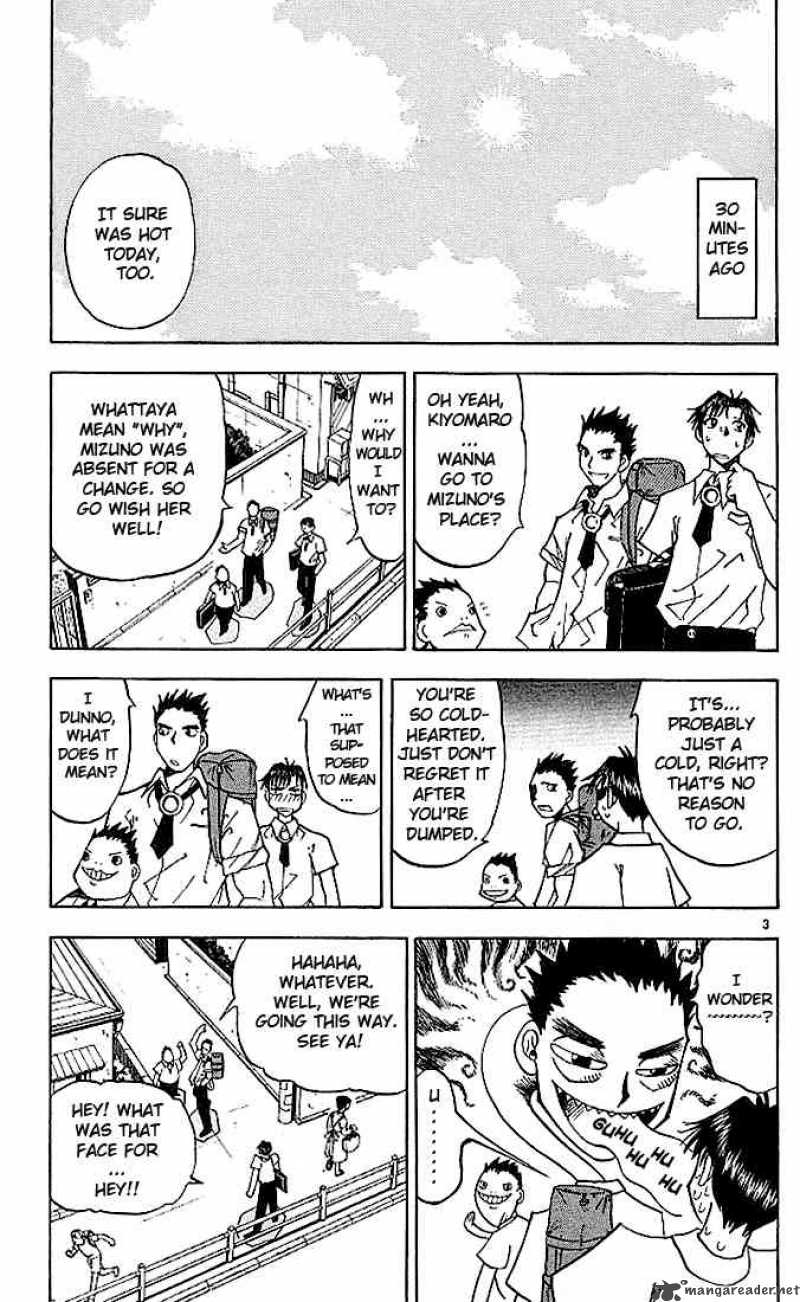 30
MIN-
UTES
AGO
IT SURE
WAS HOT
TODAY,
TOO.
OH YEAH,
KIYOMARO
...
WANNA
GO TO
MIZUNO'S
PLACE?
WH
...
WHY
WOULD
I
WANT
TO?
WHATTAYA
MEAN "WHY",
MIZUNO WAS
ABSENT FOR A
CHANGE. SO
GO WISH HER
WELL!
IT'S...
PROBABLY
JUST A
COLD, RIGHT?
THAT'S NO
REASON
TO GO.
YOU'RE
SO COLD-
HEARTED.
JUST DON'T
REGRET IT
AFTER
YOU'RE
DUMPED.
WHAT'S
...
THAT
SUP-
POSED
TO MEAN
...
I
DUNNO,
WHAT
DOES IT
MEAN?
3
I
WONDER
~~~~~~~?
GUHU HU
HU HU
U......
HAHAHA,
WHATEVER.
WELL, WE'RE
GOING THIS WAY.
SEE YA!
HEY! WHAT
WAS THAT
FACE FOR
...
HEY!!
mangareader.net